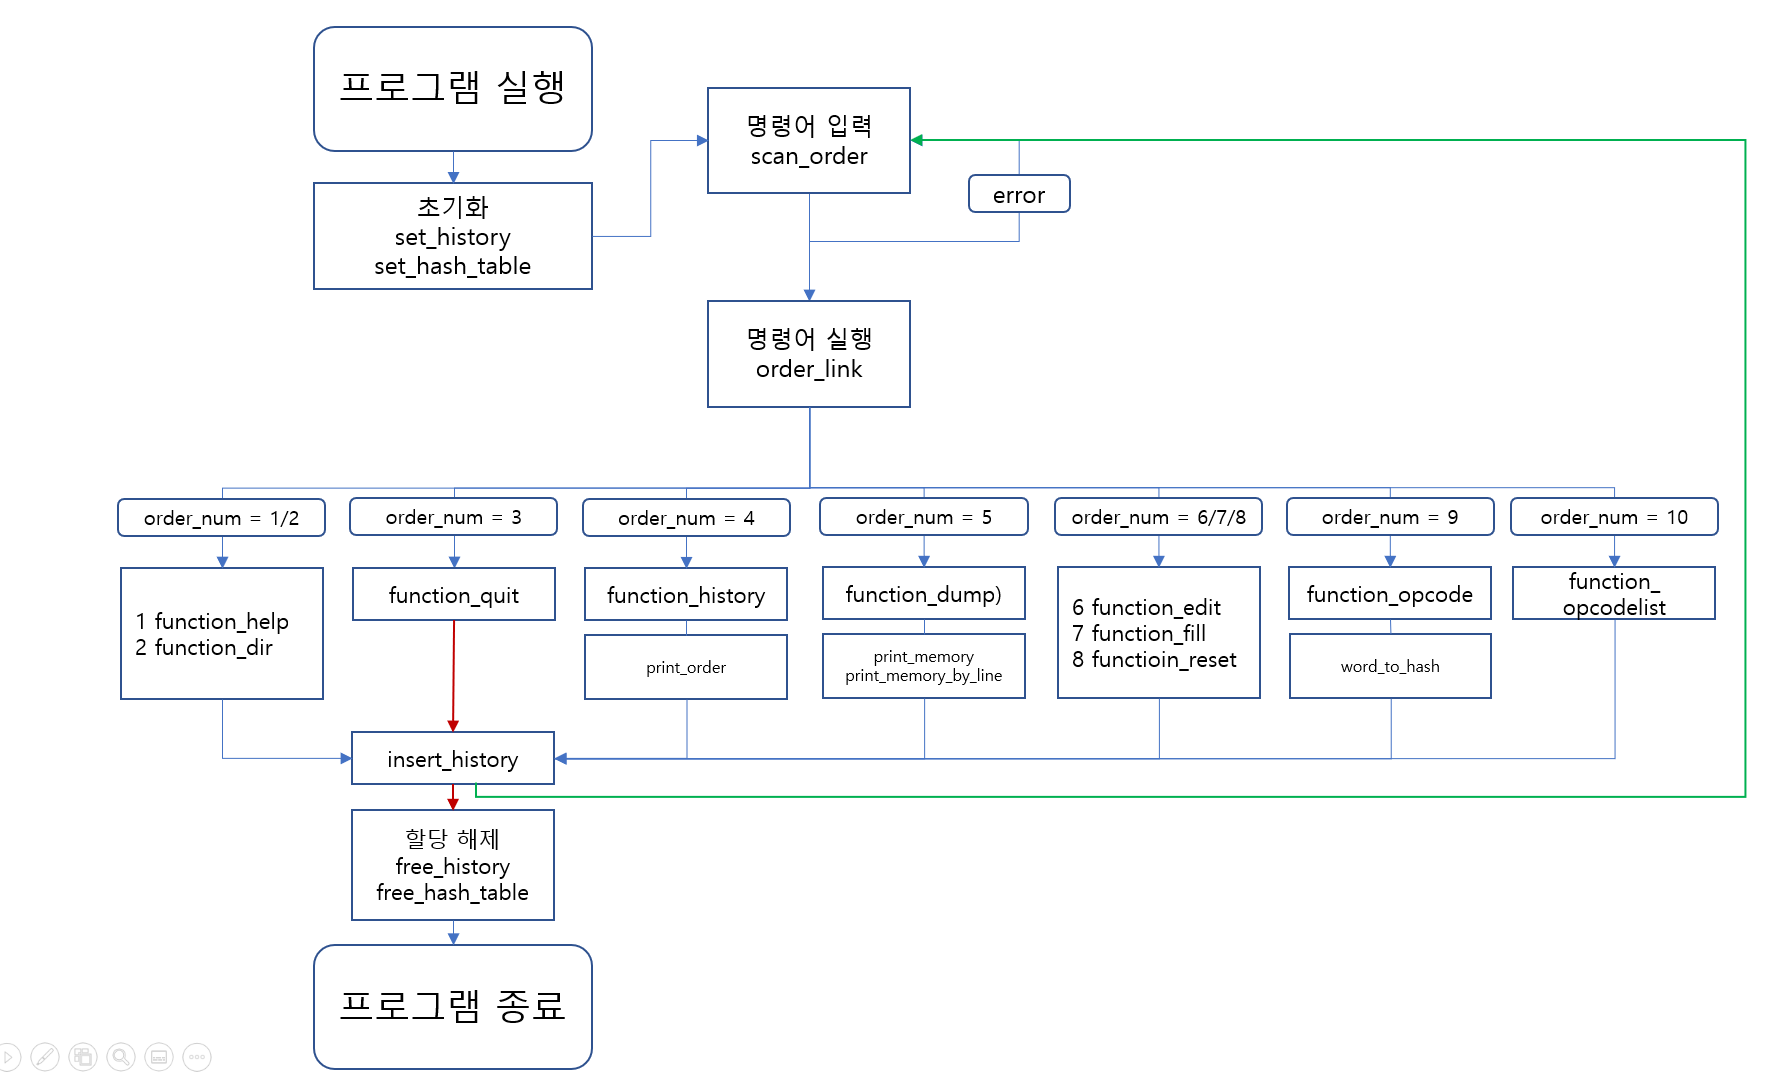 프로그램 실행
초기화
set_history
set_hash_table
명령어 입력
scan_order
error
명령어 실행
order_link
order_num = 1/2
order_num = 3
order_num = 4
order_num = 5
order_num = 6/7/8
order_num = 9
order_num = 10
1 function_help
2 function_dir
function_quit
function_history
print_order
function_dump)
print_memory
print_memory_by_line
6 function_edit
7 function_fill
8 functioin_reset
function_opcode
word_to_hash
function_
opcodelist
insert_history
할당 해제
free_history
free_hash_table
프로그램 종료